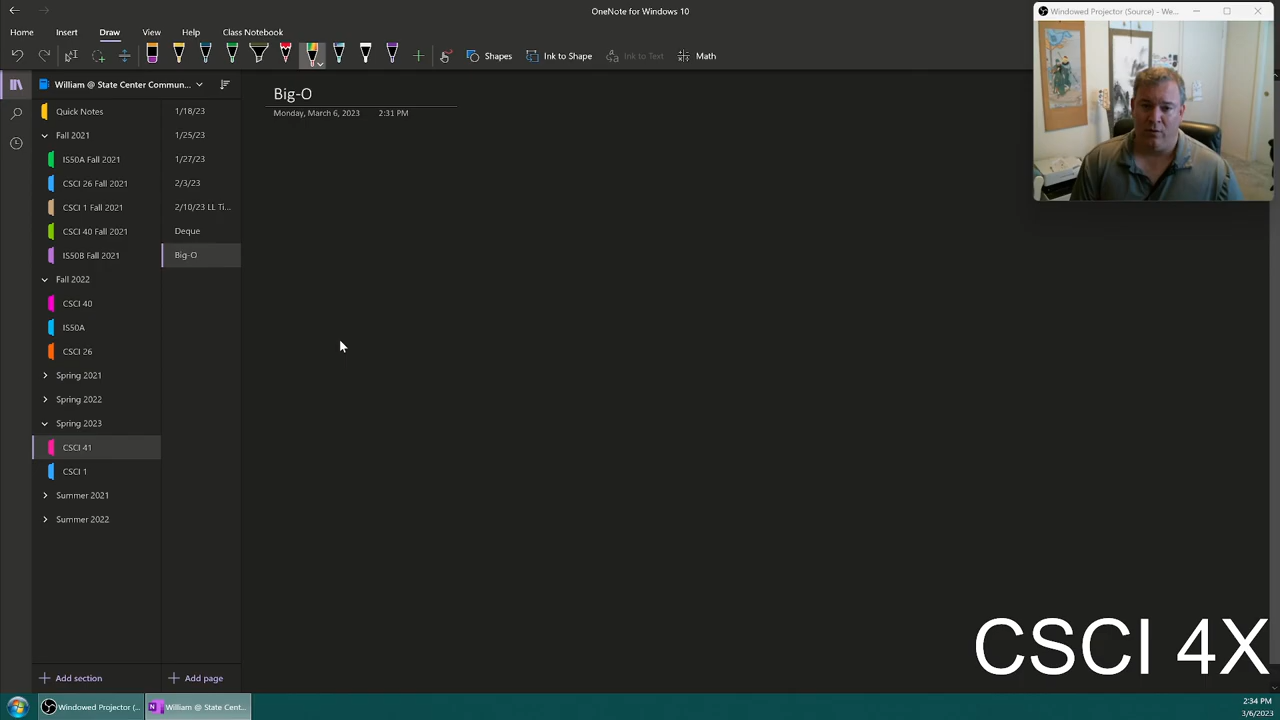 OneNote for Windows 10
Windowed Projector (Source) - We...
Home
Insert
Draw
View
Help
Class Notebook
Shapes
Ink to Shape
Ink to Text
Math
William @ State Center Commun...
Big-O
Monday, March 6, 2023 2:31 PM
Quick Notes
Fall 2021
IS50A Fall 2021
CSCI 26 Fall 2021
CSCI 1 Fall 2021
CSCI 40 Fall 2021
IS50B Fall 2021
Fall 2022
CSCI 40
IS50A
CSCI 26
Spring 2021
Spring 2022
Spring 2023
CSCI 41
CSCI 1
Summer 2021
Summer 2022
1/18/23
1/25/23
1/27/23
2/3/23
2/10/23 LL Ti...
Deque
Big-O
CSCI 4X
Add section
Add page
Windowed Projector (...
William @ State Cent...
2:34 PM
3/6/2023